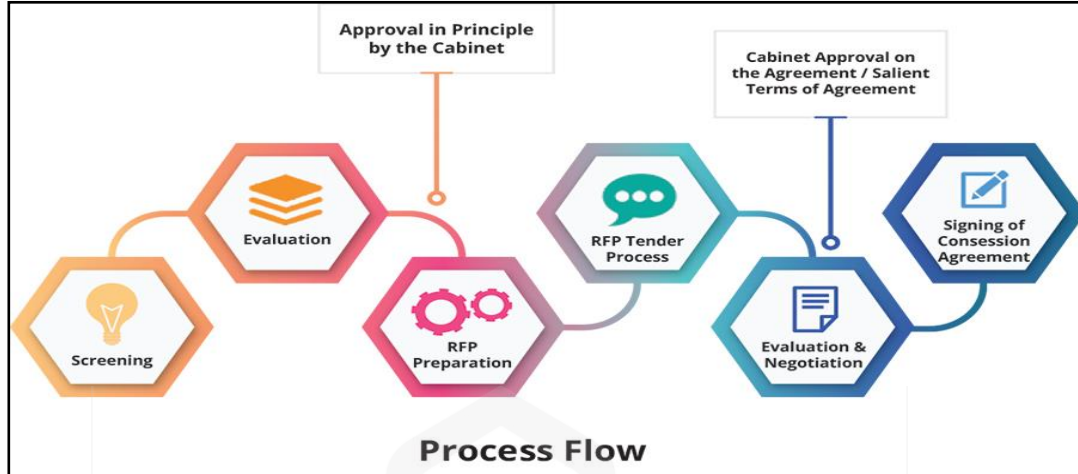 Approval in Principle
by the Cabinet
Cabinet Approval on
the Agreement / Salient
Terms of Agreement
Screening
Evaluation
RFP
Preparation
RFP Tender
Process
Evaluation &
Negotiation
Signing of
Consession
Agreement
Process Flow